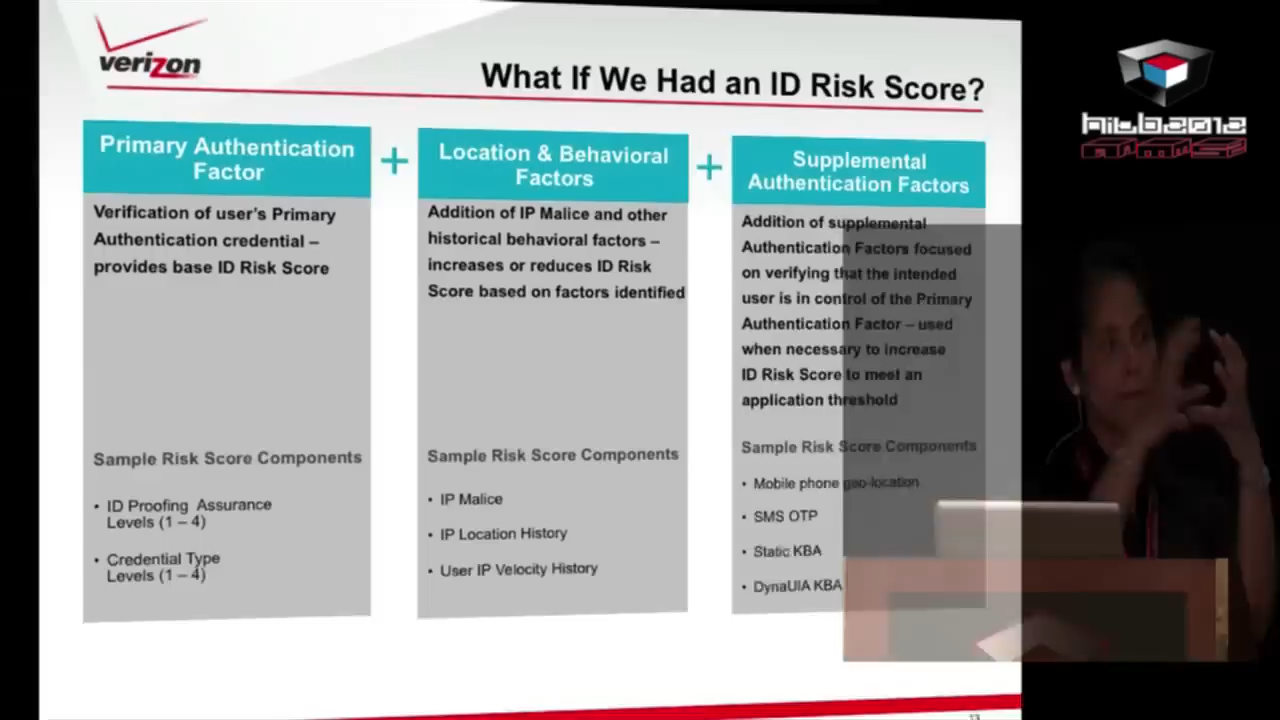 verizon
What If We Had an ID Risk Score?
Primary Authentication
Factor
+
Location & Behavioral
Factors
+
Supplemental
Authentication Factors
Verification of user's Primary
Authentication credential –
provides base ID Risk Score
Sample Risk Score Components
• ID Proofing Assurance
Levels (1 – 4)
• Credential Type
Levels (1 – 4)
Addition of IP Malice and other
historical behavioral factors –
increases or reduces ID Risk
Score based on factors identified
Sample Risk Score Components
• IP Malice
• IP Location History
• User IP Velocity History
Addition of supplemental
Authentication Factors focused
on verifying that the intended
user is in control of the Primary
Authentication Factor – used
when necessary to increase
ID Risk Score to meet an
application threshold
Sample Risk Score Components
• Mobile phone geo-location
• SMS OTP
• Static KBA
• DynaUIA KBA
hitb2012